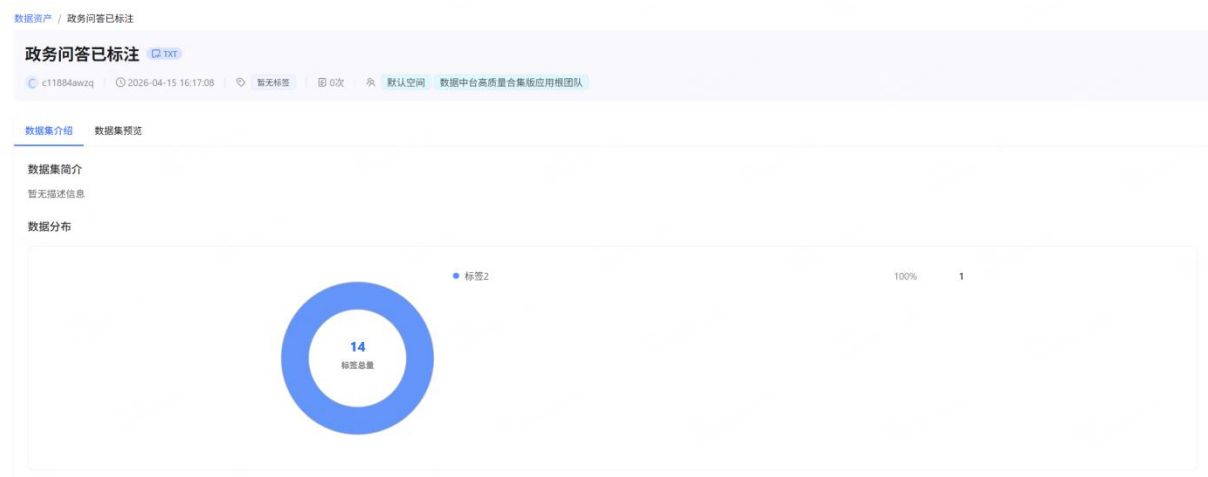 数据资产 / 政务问答已标注
政务问答已标注 TXT
C c11884awzq 2026-04-15 16:17:08 暂无标签 0次 默认空间 数据中台高质量合集版应用根团队
数据集介绍 数据集预览
数据集简介
暂无描述信息
数据分布
标签2 100% 1
14
标签总量